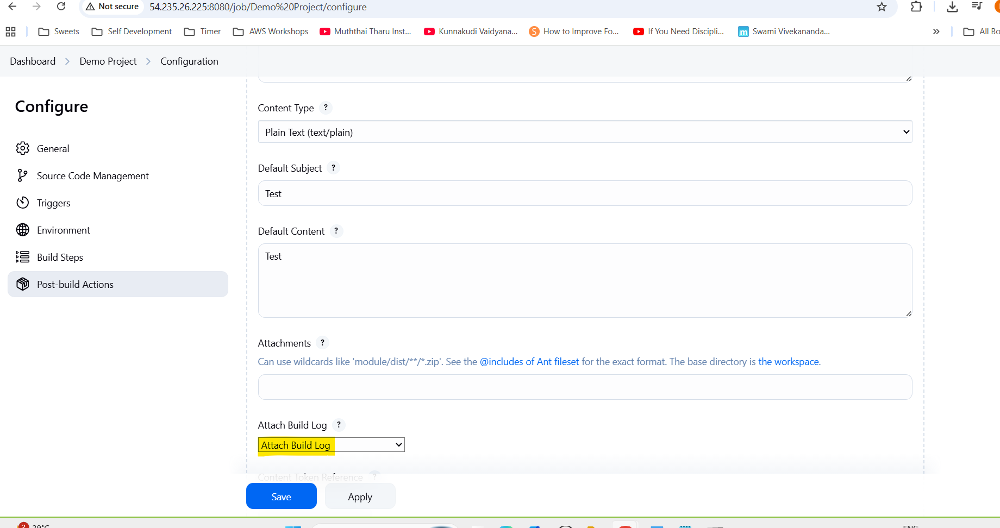 Not secure 54.235.26.225:8080/job/Demo%20Project/configure
Sweets Self Development Timer AWS Workshops Muththai Tharu Inst... Kunnakudi Vaidyana... S How to Improve Fo... If You Need Discipli... m Swami Vivekananda... » All Bo
Dashboard > Demo Project > Configuration
Configure
General
Source Code Management
Triggers
Environment
Build Steps
Post-build Actions
Content Type ?
Plain Text (text/plain)
Default Subject ?
Test
Default Content ?
Test
Attachments ?
Can use wildcards like 'module/dist/**/*.zip'. See the @includes of Ant fileset for the exact format. The base directory is the workspace.
Attach Build Log ?
Attach Build Log
Content Token Reference ?
Save Apply
2 29°C
ENG